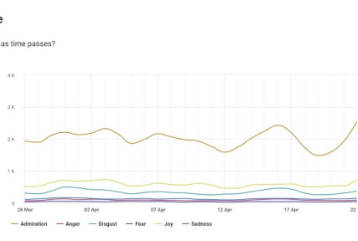 e
as time passes?
4 K
3 K
2 K
1 K
0
28 Mar 02 Apr 07 Apr 12 Apr 17 Apr 22
Admiration Anger Disgust Fear Joy Sadness